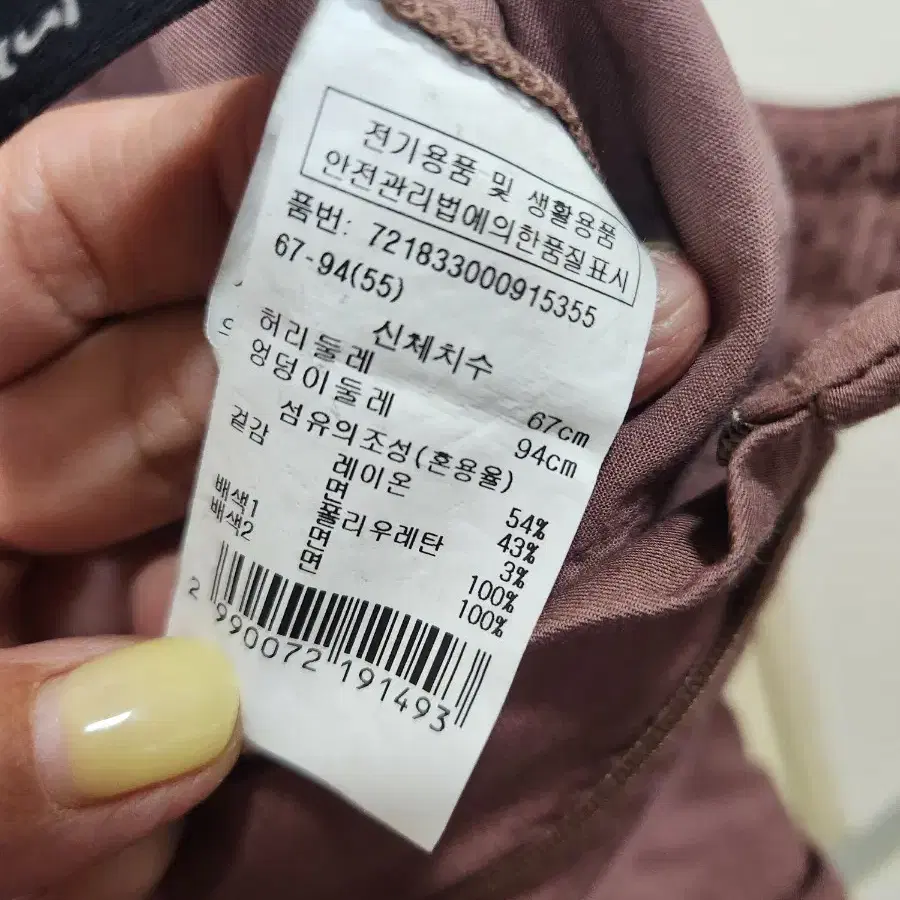 전기용품 및 생활용품
안전관리법에의한품질표시
품번: 721833000915355
67-94(55)
신체치수
허리둘레 67cm
엉덩이둘레 94cm
섬유의조성(혼용율)
겉감 레이온 54%
면 43%
폴리우레탄 3%
배색1 면 100%
배색2 면 100%
2 990072 191493